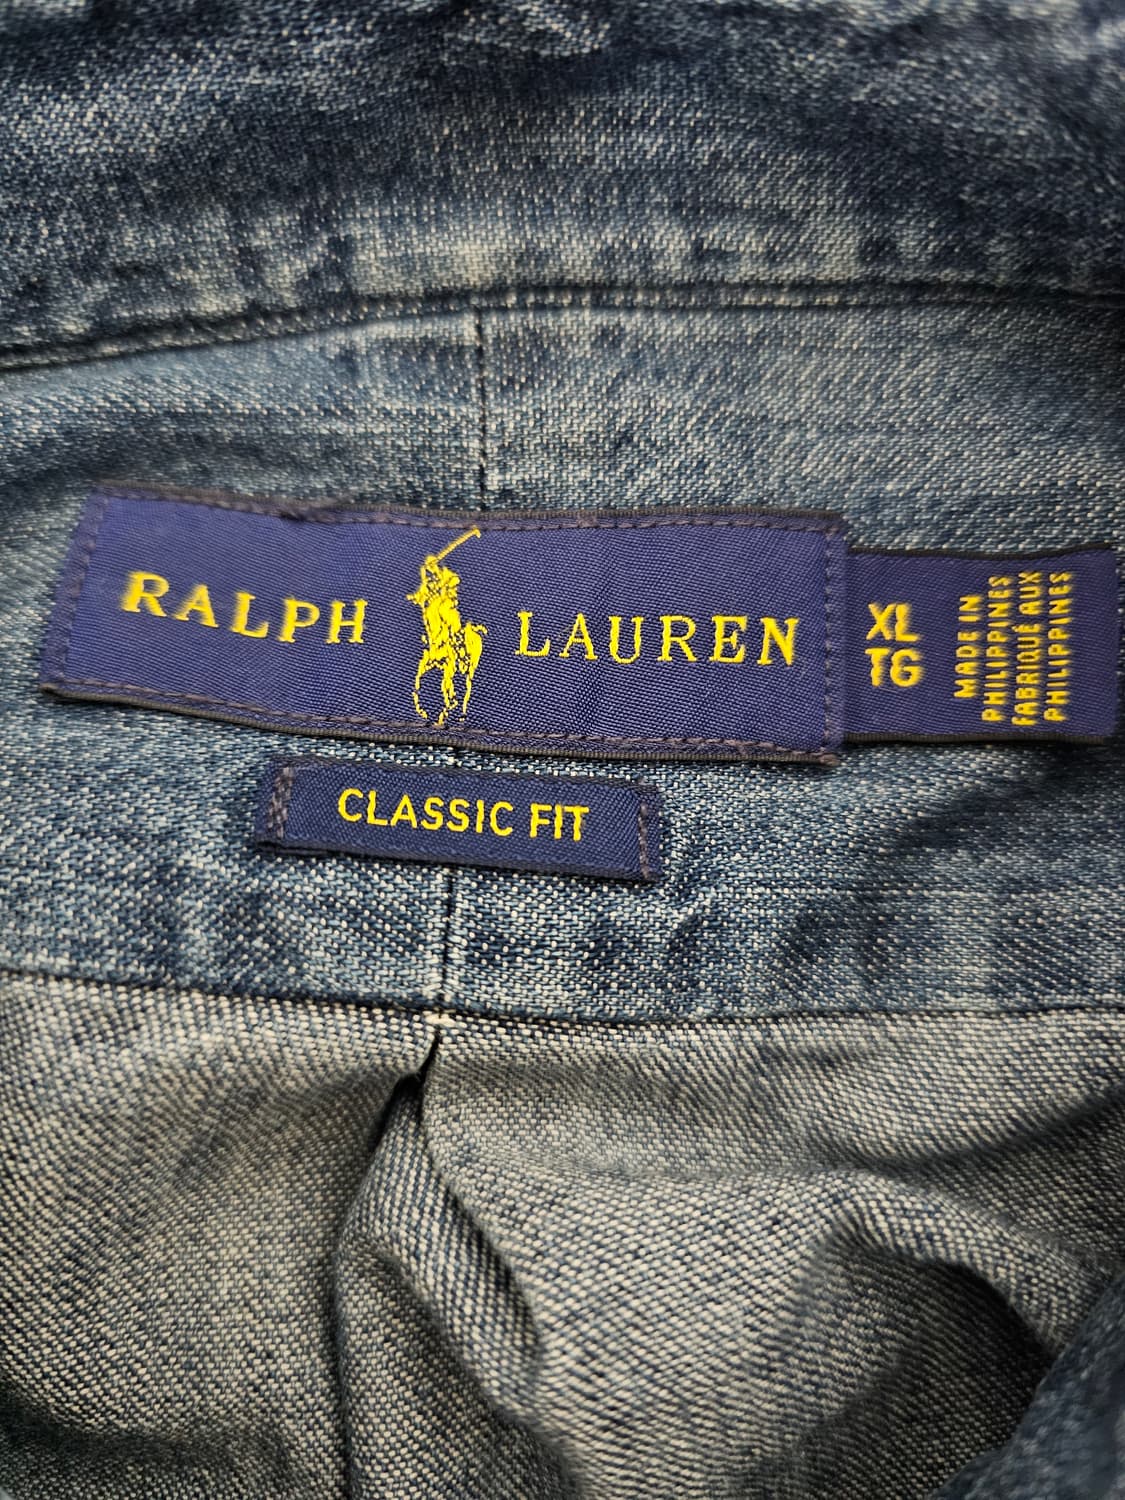 RALPH LAUREN
XL
TG
MADE IN
PHILIPPINES
FABRIQUÉ AUX
PHILIPPINES
CLASSIC FIT